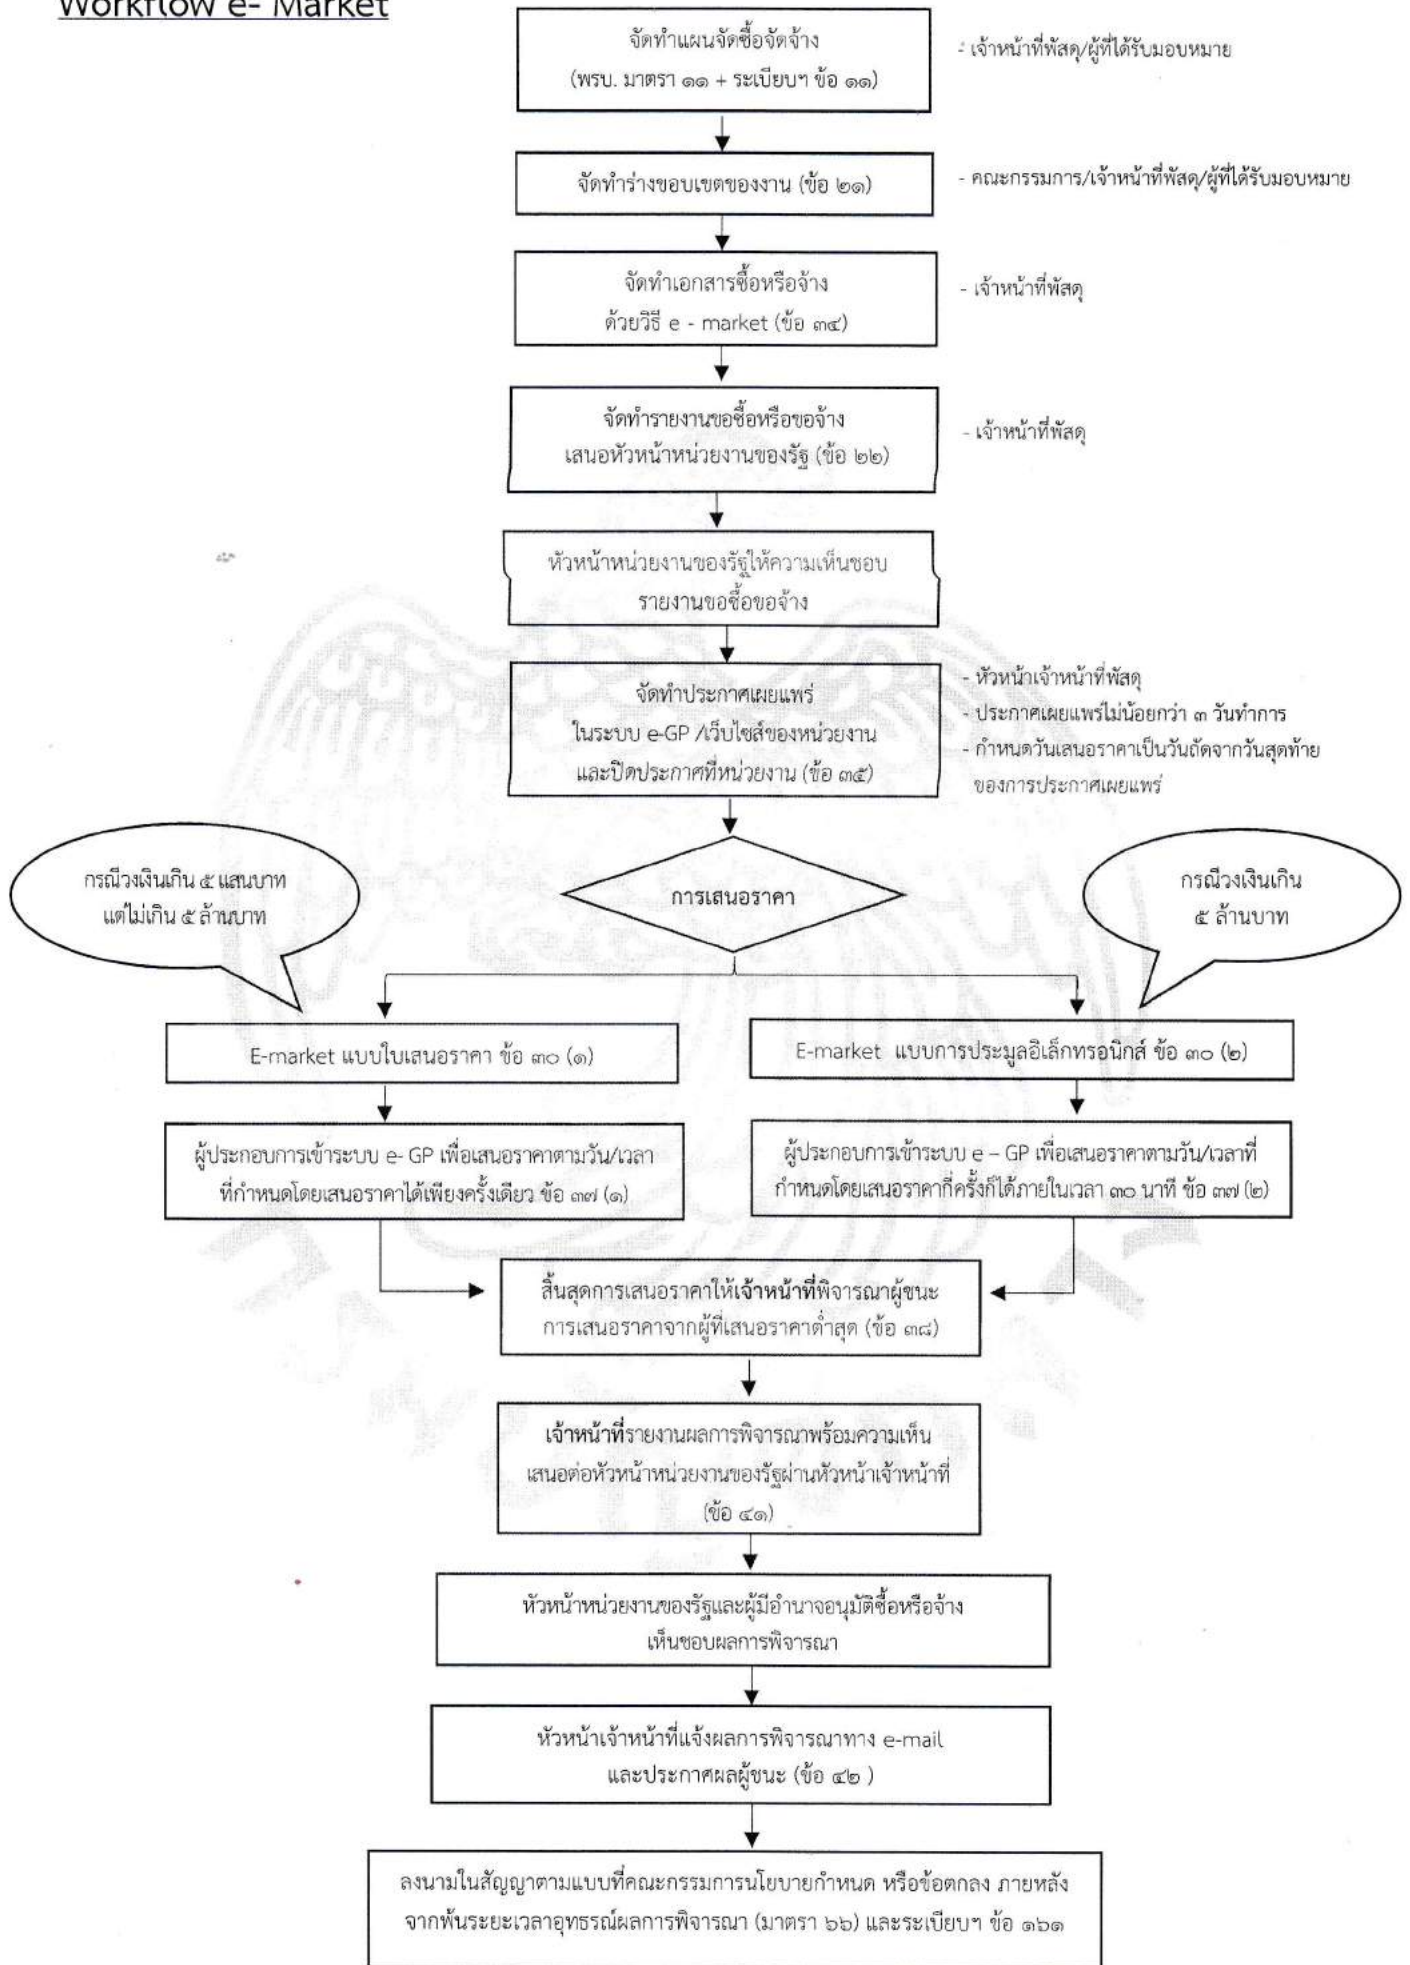 Workflow e- Market
จัดทำแผนจัดซื้อจัดจ้าง
(พรบ. มาตรา ๑๑ + ระเบียบฯ ข้อ ๑๑)
- เจ้าหน้าที่พัสดุ/ผู้ที่ได้รับมอบหมาย
จัดทำร่างขอบเขตของงาน (ข้อ ๒๑)
- คณะกรรมการ/เจ้าหน้าที่พัสดุ/ผู้ที่ได้รับมอบหมาย
จัดทำเอกสารซื้อหรือจ้าง
ด้วยวิธี e - market (ข้อ ๓๔)
- เจ้าหน้าที่พัสดุ
จัดทำรายงานขอซื้อหรือขอจ้าง
เสนอหัวหน้าหน่วยงานของรัฐ (ข้อ ๒๒)
- เจ้าหน้าที่พัสดุ
หัวหน้าหน่วยงานของรัฐให้ความเห็นชอบ
รายงานขอซื้อขอจ้าง
จัดทำประกาศเผยแพร่
ในระบบ e-GP /เว็บไซส์ของหน่วยงาน
และปิดประกาศที่หน่วยงาน (ข้อ ๓๕)
- หัวหน้าเจ้าหน้าที่พัสดุ
- ประกาศเผยแพร่ไม่น้อยกว่า ๓ วันทำการ
- กำหนดวันเสนอราคาเป็นวันถัดจากวันสุดท้าย
ของการประกาศเผยแพร่
กรณีวงเงินเกิน ๕ แสนบาท
แต่ไม่เกิน ๕ ล้านบาท
การเสนอราคา
กรณีวงเงินเกิน
๕ ล้านบาท
E-market แบบใบเสนอราคา ข้อ ๓๐ (๑)
E-market แบบการประมูลอิเล็กทรอนิกส์ ข้อ ๓๐ (๒)
ผู้ประกอบการเข้าระบบ e- GP เพื่อเสนอราคาตามวัน/เวลา
ที่กำหนดโดยเสนอราคาได้เพียงครั้งเดียว ข้อ ๓๗ (๑)
ผู้ประกอบการเข้าระบบ e – GP เพื่อเสนอราคาตามวัน/เวลาที่
กำหนดโดยเสนอราคากี่ครั้งก็ได้ภายในเวลา ๓๐ นาที ข้อ ๓๗ (๒)
สิ้นสุดการเสนอราคาให้เจ้าหน้าที่พิจารณาผู้ชนะ
การเสนอราคาจากผู้ที่เสนอราคาต่ำสุด (ข้อ ๓๘)
เจ้าหน้าที่รายงานผลการพิจารณาพร้อมความเห็น
เสนอต่อหัวหน้าหน่วยงานของรัฐผ่านหัวหน้าเจ้าหน้าที่
(ข้อ ๔๑)
หัวหน้าหน่วยงานของรัฐและผู้มีอำนาจอนุมัติซื้อหรือจ้าง
เห็นชอบผลการพิจารณา
หัวหน้าเจ้าหน้าที่แจ้งผลการพิจารณาทาง e-mail
และประกาศผลผู้ชนะ (ข้อ ๔๒ )
ลงนามในสัญญาตามแบบที่คณะกรรมการนโยบายกำหนด หรือข้อตกลง ภายหลัง
จากพ้นระยะเวลาอุทธรณ์ผลการพิจารณา (มาตรา ๖๖) และระเบียบฯ ข้อ ๑๖๑